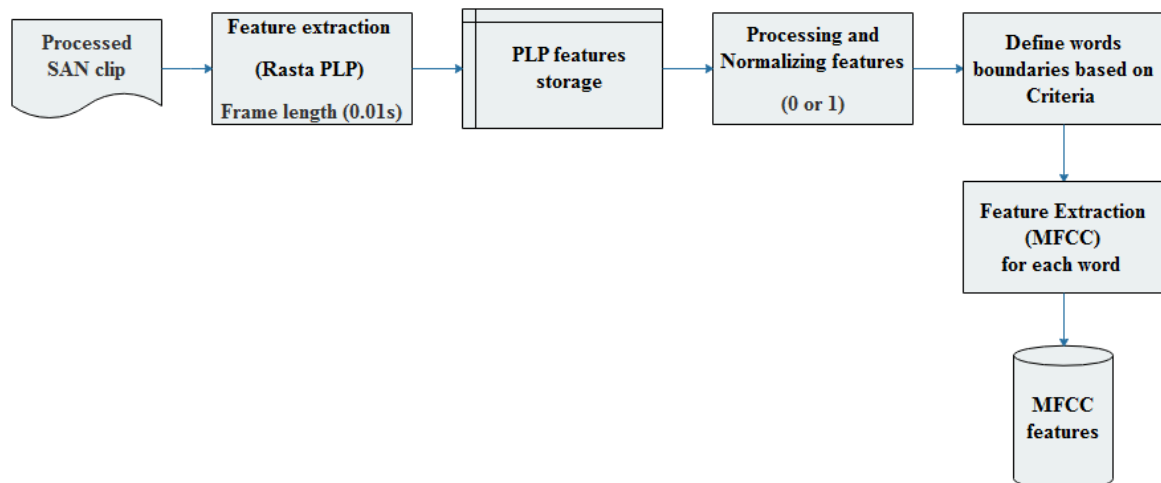 Processed
SAN clip
Feature extraction
(Rasta PLP)
Frame length (0.01s)
PLP features
storage
Processing and
Normalizing features
(0 or 1)
Define words
boundaries based on
Criteria
Feature Extraction
(MFCC)
for each word
MFCC
features